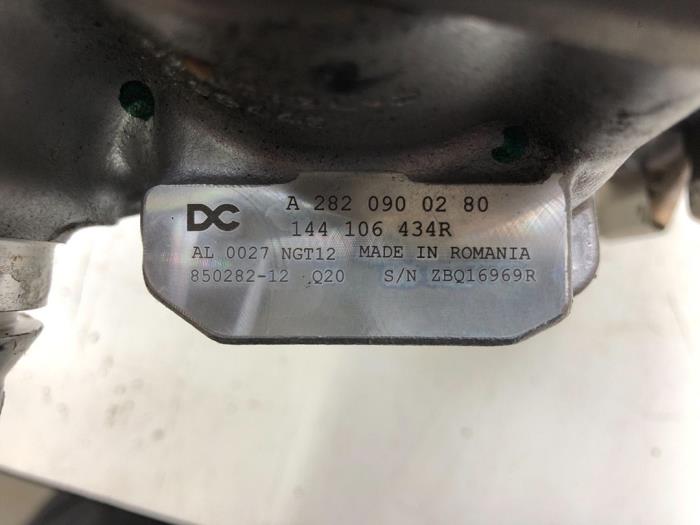 DC A 282 090 02 80
144 106 434R
AL 0027 NGT12 MADE IN ROMANIA
850282-12 Q20 S/N ZBQ16969R